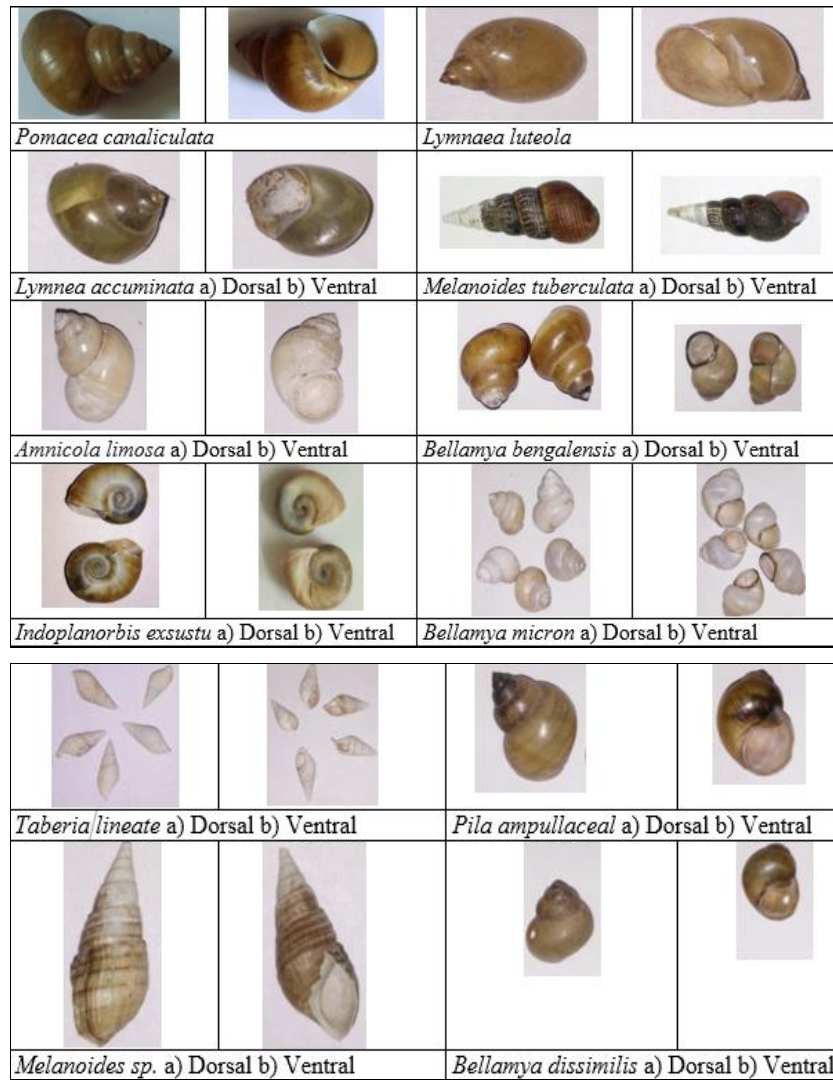 Pomacea canaliculata
Lymnaea luteola
Lymnea accuminata a) Dorsal b) Ventral
Melanoides tuberculata a) Dorsal b) Ventral
Amnicola limosa a) Dorsal b) Ventral
Bellamya bengalensis a) Dorsal b) Ventral
Indoplanorbis exsustu a) Dorsal b) Ventral
Bellamya micron a) Dorsal b) Ventral
Taberia lineate a) Dorsal b) Ventral
Pila ampullaceal a) Dorsal b) Ventral
Melanoides sp. a) Dorsal b) Ventral
Bellamya dissimilis a) Dorsal b) Ventral